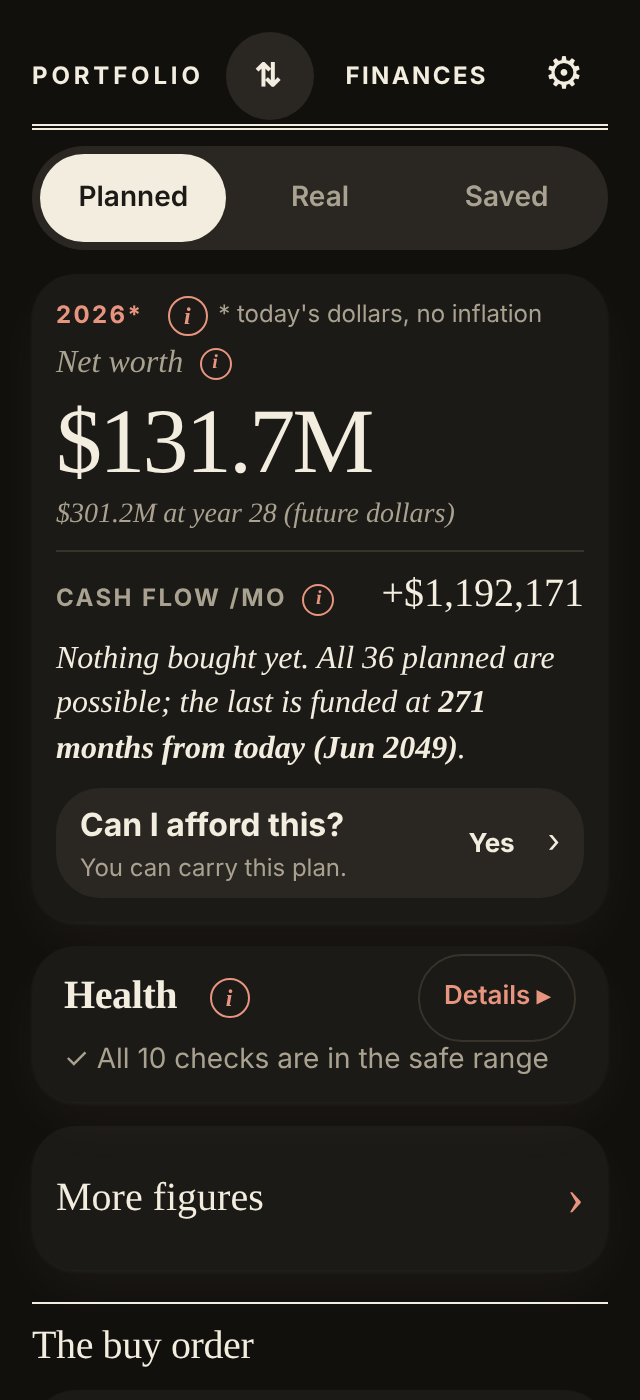 PORTFOLIO ⇅ FINANCES ⚙
Planned Real Saved
2026* i * today's dollars, no inflation
Net worth i
$131.7M
$301.2M at year 28 (future dollars)
CASH FLOW /MO i +$1,192,171
Nothing bought yet. All 36 planned are
possible; the last is funded at 271
months from today (Jun 2049).
Can I afford this?
Yes ›
You can carry this plan.
Health i Details ▸
✓ All 10 checks are in the safe range
More figures ›
The buy order